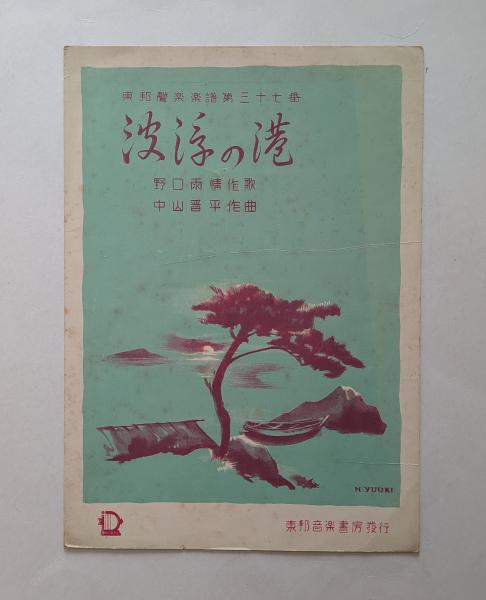 東邦聲楽楽譜第三十七番
波浮の港
野口雨情作歌
中山晋平作曲
H.YUUKI
東邦音楽書房發行